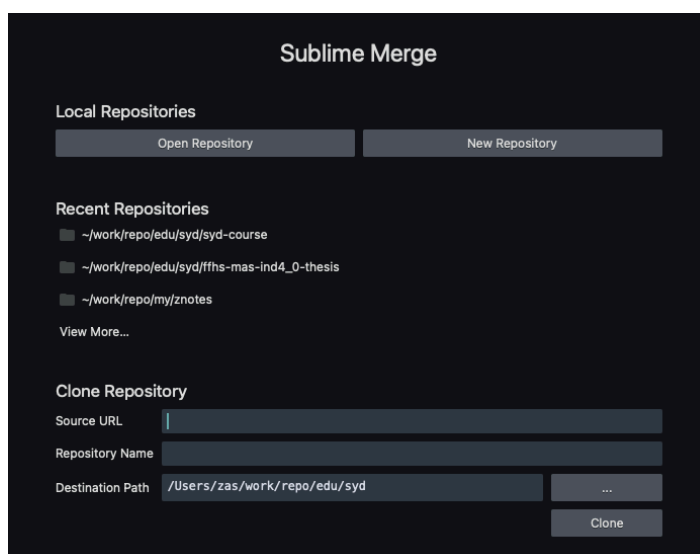 Sublime Merge
Local Repositories
Open Repository
New Repository
Recent Repositories
~/work/repo/edu/syd/syd-course
~/work/repo/edu/syd/ffhs-mas-ind4_0-thesis
~/work/repo/my/znotes
View More...
Clone Repository
Source URL
Repository Name
Destination Path /Users/zas/work/repo/edu/syd ...
Clone